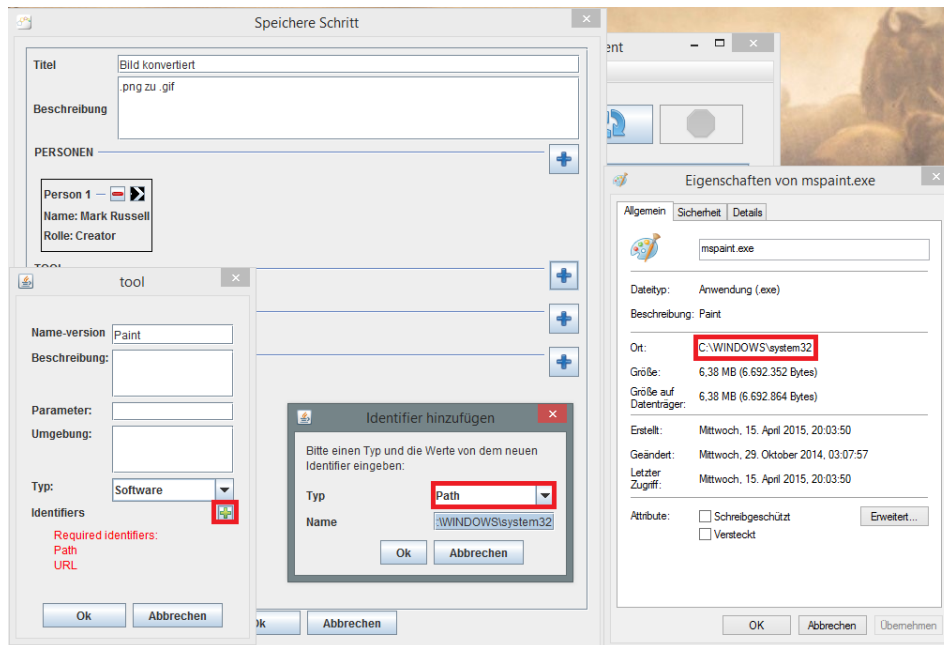 Speichere Schritt
Titel
Bild konvertiert
Beschreibung
.png zu .gif
PERSONEN
Person 1
Name: Mark Russell
Rolle: Creator
tool
Name-version
Paint
Beschreibung:
Parameter:
Umgebung:
Typ:
Software
Identifiers
Required identifiers:
Path
URL
Ok
Abbrechen
Identifier hinzufügen
Bitte einen Typ und die Werte von dem neuen
Identifier eingeben:
Typ
Path
Name
:\WINDOWS\system32
Ok
Abbrechen
Abbrechen
Eigenschaften von mspaint.exe
Allgemein Sicherheit Details
mspaint.exe
Dateityp: Anwendung (.exe)
Beschreibung: Paint
Ort: C:\WINDOWS\system32
Größe: 6,38 MB (6.692.352 Bytes)
Größe auf
Datenträger: 6,38 MB (6.692.864 Bytes)
Erstellt: Mittwoch, 15. April 2015, 20:03:50
Geändert: Mittwoch, 29. Oktober 2014, 03:07:57
Letzter
Zugriff: Mittwoch, 15. April 2015, 20:03:50
Attribute: Schreibgeschützt Erweitert...
Versteckt
OK Abbrechen Übernehmen